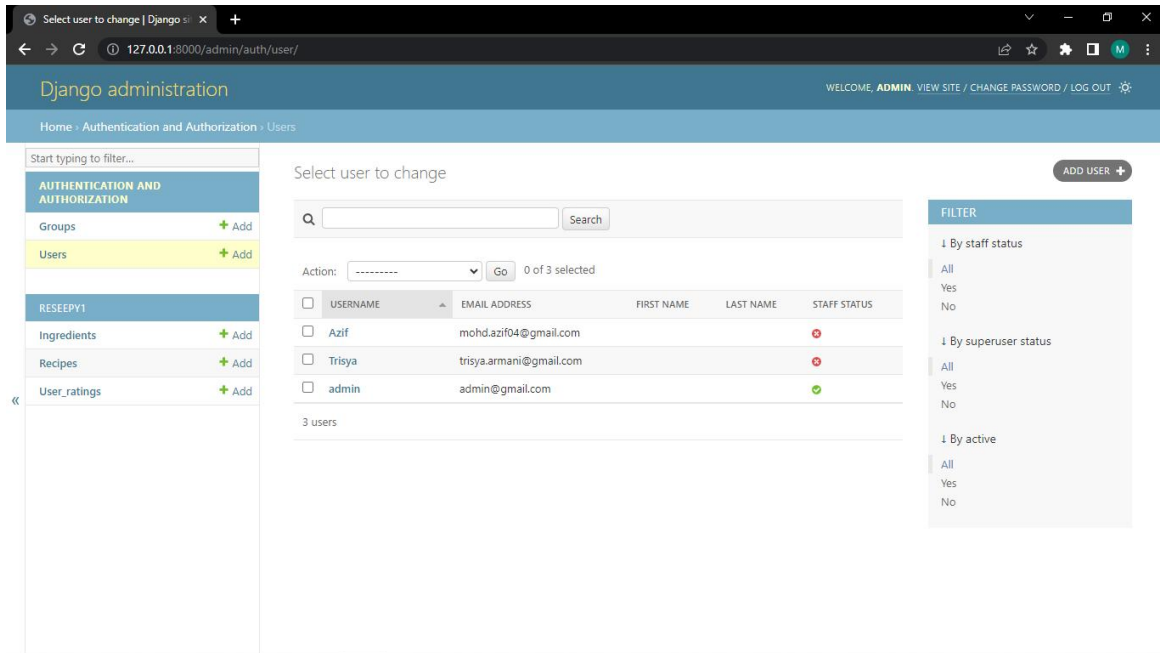 Select user to change | Django si
127.0.0.1:8000/admin/auth/user/
M
Django administration
WELCOME, ADMIN. VIEW SITE / CHANGE PASSWORD / LOG OUT
Home › Authentication and Authorization › Users
Start typing to filter...
AUTHENTICATION AND
AUTHORIZATION
Groups + Add
Users + Add
RESEEPY1
Ingredients + Add
Recipes + Add
User_ratings + Add
«
Select user to change
ADD USER +
Search
Action: --------- Go 0 of 3 selected
USERNAME EMAIL ADDRESS FIRST NAME LAST NAME STAFF STATUS
Azif mohd.azif04@gmail.com
Trisya trisya.armani@gmail.com
admin admin@gmail.com
3 users
FILTER
↓ By staff status
All
Yes
No
↓ By superuser status
All
Yes
No
↓ By active
All
Yes
No